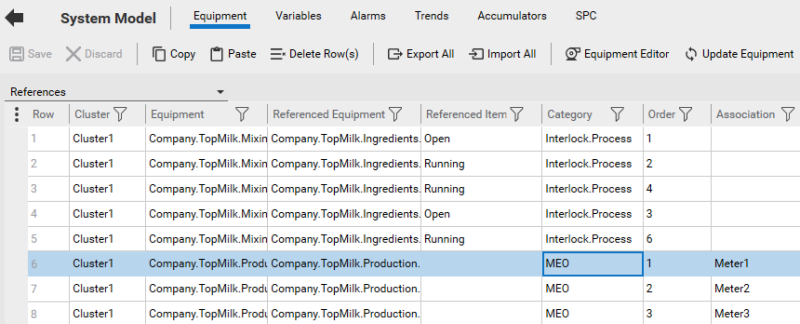 System Model Equipment Variables Alarms Trends Accumulators SPC
Save Discard Copy Paste Delete Row(s) Export All Import All Equipment Editor Update Equipment
References
Row Cluster Equipment Referenced Equipment Referenced Item Category Order Association
1 Cluster1 Company.TopMilk.Mixin Company.TopMilk.Ingredients. Open Interlock.Process 1
2 Cluster1 Company.TopMilk.Mixin Company.TopMilk.Ingredients. Running Interlock.Process 2
3 Cluster1 Company.TopMilk.Mixin Company.TopMilk.Ingredients. Running Interlock.Process 4
4 Cluster1 Company.TopMilk.Mixin Company.TopMilk.Ingredients. Open Interlock.Process 3
5 Cluster1 Company.TopMilk.Mixin Company.TopMilk.Ingredients. Running Interlock.Process 6
6 Cluster1 Company.TopMilk.Produ Company.TopMilk.Production. MEO 1 Meter1
7 Cluster1 Company.TopMilk.Produ Company.TopMilk.Production. MEO 2 Meter2
8 Cluster1 Company.TopMilk.Produ Company.TopMilk.Production. MEO 3 Meter3